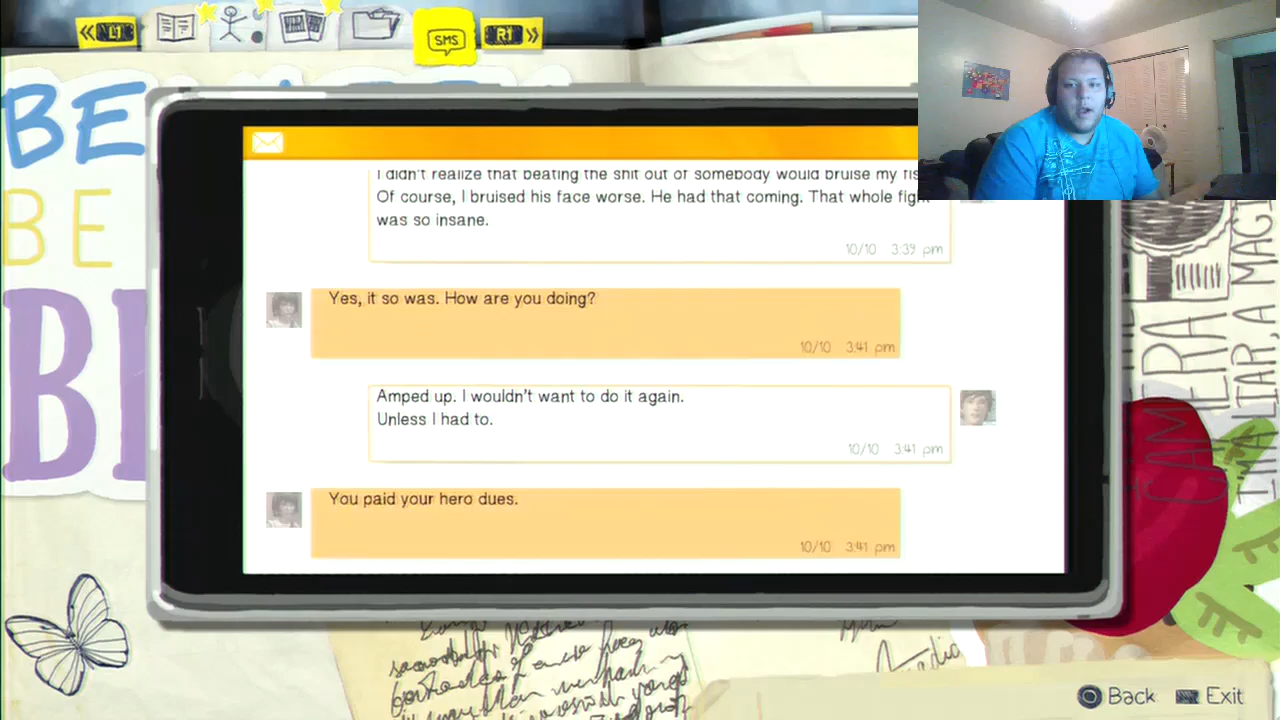 L1
SMS
R1
BE
BE
I didn't realize that beating the shit out of somebody would bruise my
Of course, I bruised his face worse. He had that coming. That whole
was so insane.
10/10 3:39 pm
Yes, it so was. How are you doing?
10/10 3:41 pm
Amped up. I wouldn't want to do it again.
Unless I had to.
10/10 3:41 pm
You paid your hero dues.
10/10 3:41 pm
CAMERA
Back
Exit